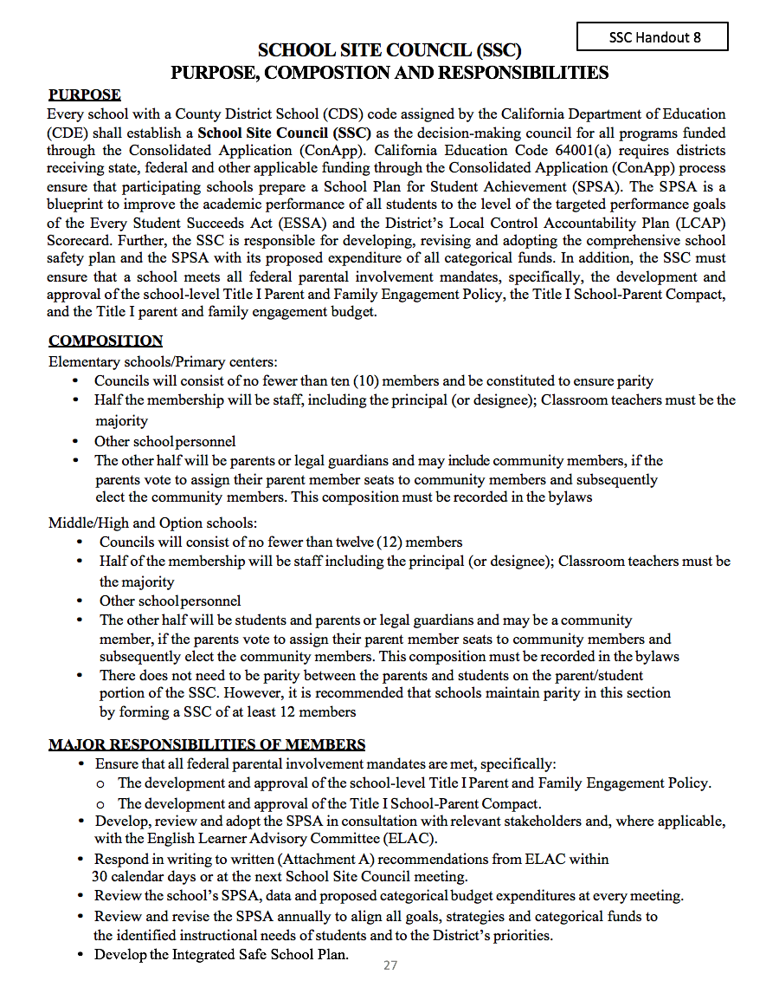 SSC Handout 8
SCHOOL SITE COUNCIL (SSC)
PURPOSE, COMPOSTION AND RESPONSIBILITIES
PURPOSE
Every school with a County District School (CDS) code assigned by the California Department of Education
(CDE) shall establish a School Site Council (SSC) as the decision-making council for all programs funded
through the Consolidated Application (ConApp). California Education Code 64001(a) requires districts
receiving state, federal and other applicable funding through the Consolidated Application (ConApp) process
ensure that participating schools prepare a School Plan for Student Achievement (SPSA). The SPSA is a
blueprint to improve the academic performance of all students to the level of the targeted performance goals
of the Every Student Succeeds Act (ESSA) and the District's Local Control Accountability Plan (LCAP)
Scorecard. Further, the SSC is responsible for developing, revising and adopting the comprehensive school
safety plan and the SPSA with its proposed expenditure of all categorical funds. In addition, the SSC must
ensure that a school meets all federal parental involvement mandates, specifically, the development and
approval of the school-level Title I Parent and Family Engagement Policy, the Title I School-Parent Compact,
and the Title I parent and family engagement budget.
COMPOSITION
Elementary schools/Primary centers:
• Councils will consist of no fewer than ten (10) members and be constituted to ensure parity
• Half the membership will be staff, including the principal (or designee); Classroom teachers must be the
majority
• Other school personnel
• The other half will be parents or legal guardians and may include community members, if the
parents vote to assign their parent member seats to community members and subsequently
elect the community members. This composition must be recorded in the bylaws
Middle/High and Option schools:
• Councils will consist of no fewer than twelve (12) members
• Half of the membership will be staff including the principal (or designee); Classroom teachers must be
the majority
• Other school personnel
• The other half will be students and parents or legal guardians and may be a community
member, if the parents vote to assign their parent member seats to community members and
subsequently elect the community members. This composition must be recorded in the bylaws
• There does not need to be parity between the parents and students on the parent/student
portion of the SSC. However, it is recommended that schools maintain parity in this section
by forming a SSC of at least 12 members
MAJOR RESPONSIBILITIES OF MEMBERS
• Ensure that all federal parental involvement mandates are met, specifically:
o The development and approval of the school-level Title I Parent and Family Engagement Policy.
o The development and approval of the Title I School-Parent Compact.
• Develop, review and adopt the SPSA in consultation with relevant stakeholders and, where applicable,
with the English Learner Advisory Committee (ELAC).
• Respond in writing to written (Attachment A) recommendations from ELAC within
30 calendar days or at the next School Site Council meeting.
• Review the school's SPSA, data and proposed categorical budget expenditures at every meeting.
• Review and revise the SPSA annually to align all goals, strategies and categorical funds to
the identified instructional needs of students and to the District's priorities.
• Develop the Integrated Safe School Plan.
27